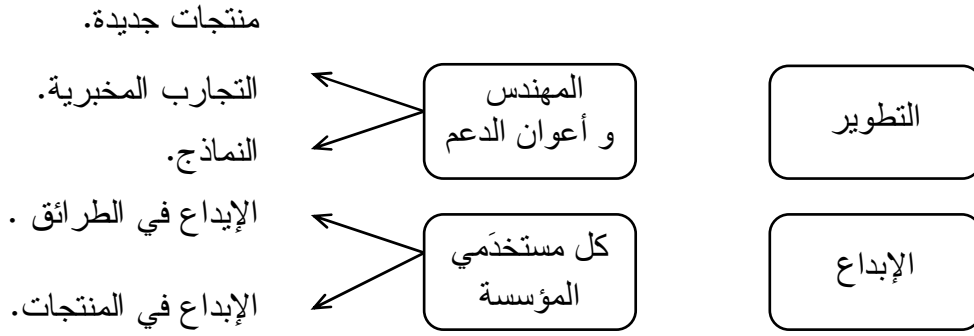 منتجات جديدة.
التطوير
المهندس
و أعوان الدعم
التجارب المخبرية.
النماذج.
الإبداع
كل مستخدَمي
المؤسسة
الإيداع في الطرائق .
الإبداع في المنتجات.